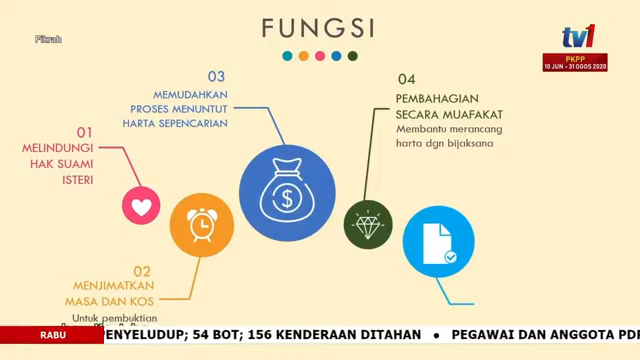 FUNGSI
Fikrah
tv1
PKPP
10 JUN - 31 OGOS 2020
01
MELINDUNGI
HAK SUAMI
ISTERI
02
MENJIMATKAN
MASA DAN KOS
Untuk pembuktian
03
MEMUDAHKAN
PROSES MENUNTUT
HARTA SEPENCARIAN
04
PEMBAHAGIAN
SECARA MUAFAKAT
Membantu merancang
harta dgn bijaksana
$
RABU
PENYELUDUP; 54 BOT; 156 KENDERAAN DITAHAN • PEGAWAI DAN ANGGOTA